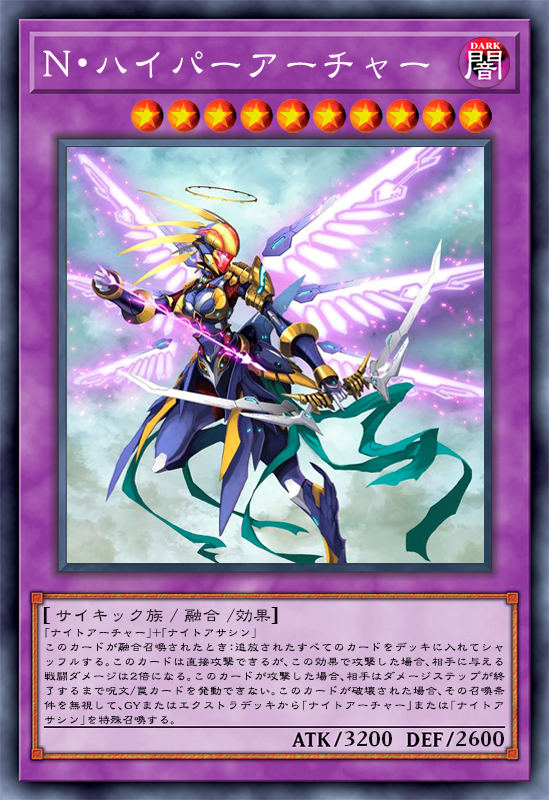 N・ハイパーアーチャー
DARK
闇
[サイキック族 / 融合 /効果]
「ナイトアーチャー」+「ナイトアサシン」
このカードが融合召喚されたとき:追放されたすべてのカードをデッキに入れてシャ
ッフルする。このカードは直接攻撃できるが、この効果で攻撃した場合、相手に与える
戦闘ダメージは2倍になる。このカードが攻撃した場合、相手はダメージステップが終
了するまで呪文/罠カードを発動できない。このカードが破壊された場合、その召喚条
件を無視して、GYまたはエクストラデッキから「ナイトアーチャー」または「ナイトア
サシン」を特殊召喚する。
ATK/3200 DEF/2600